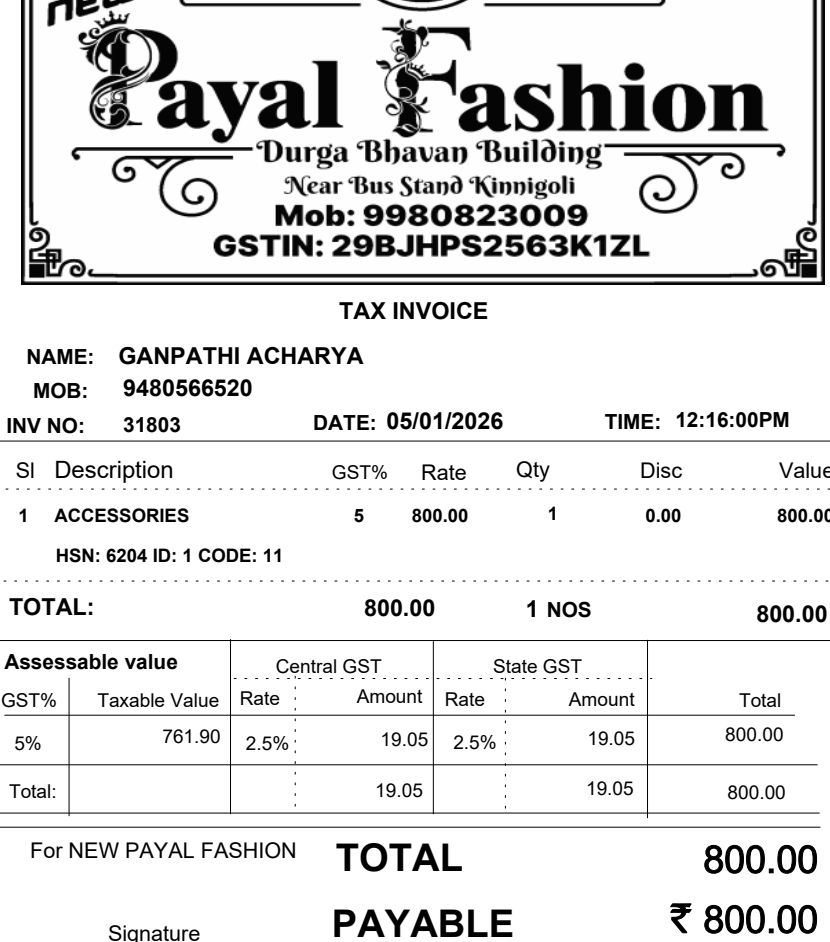 new
Payal Fashion
Durga Bhavan Building
Near Bus Stand Kinnigoli
Mob: 9980823009
GSTIN: 29BJHPS2563K1ZL
TAX INVOICE
NAME: GANPATHI ACHARYA
MOB: 9480566520
INV NO: 31803 DATE: 05/01/2026 TIME: 12:16:00PM
Sl Description GST% Rate Qty Disc Value
1 ACCESSORIES 5 800.00 1 0.00 800.00
HSN: 6204 ID: 1 CODE: 11
TOTAL: 800.00 1 NOS 800.00
Assessable value Central GST State GST
GST% Taxable Value Rate Amount Rate Amount Total
5% 761.90 2.5% 19.05 2.5% 19.05 800.00
Total: 19.05 19.05 800.00
For NEW PAYAL FASHION TOTAL 800.00
Signature PAYABLE ₹ 800.00